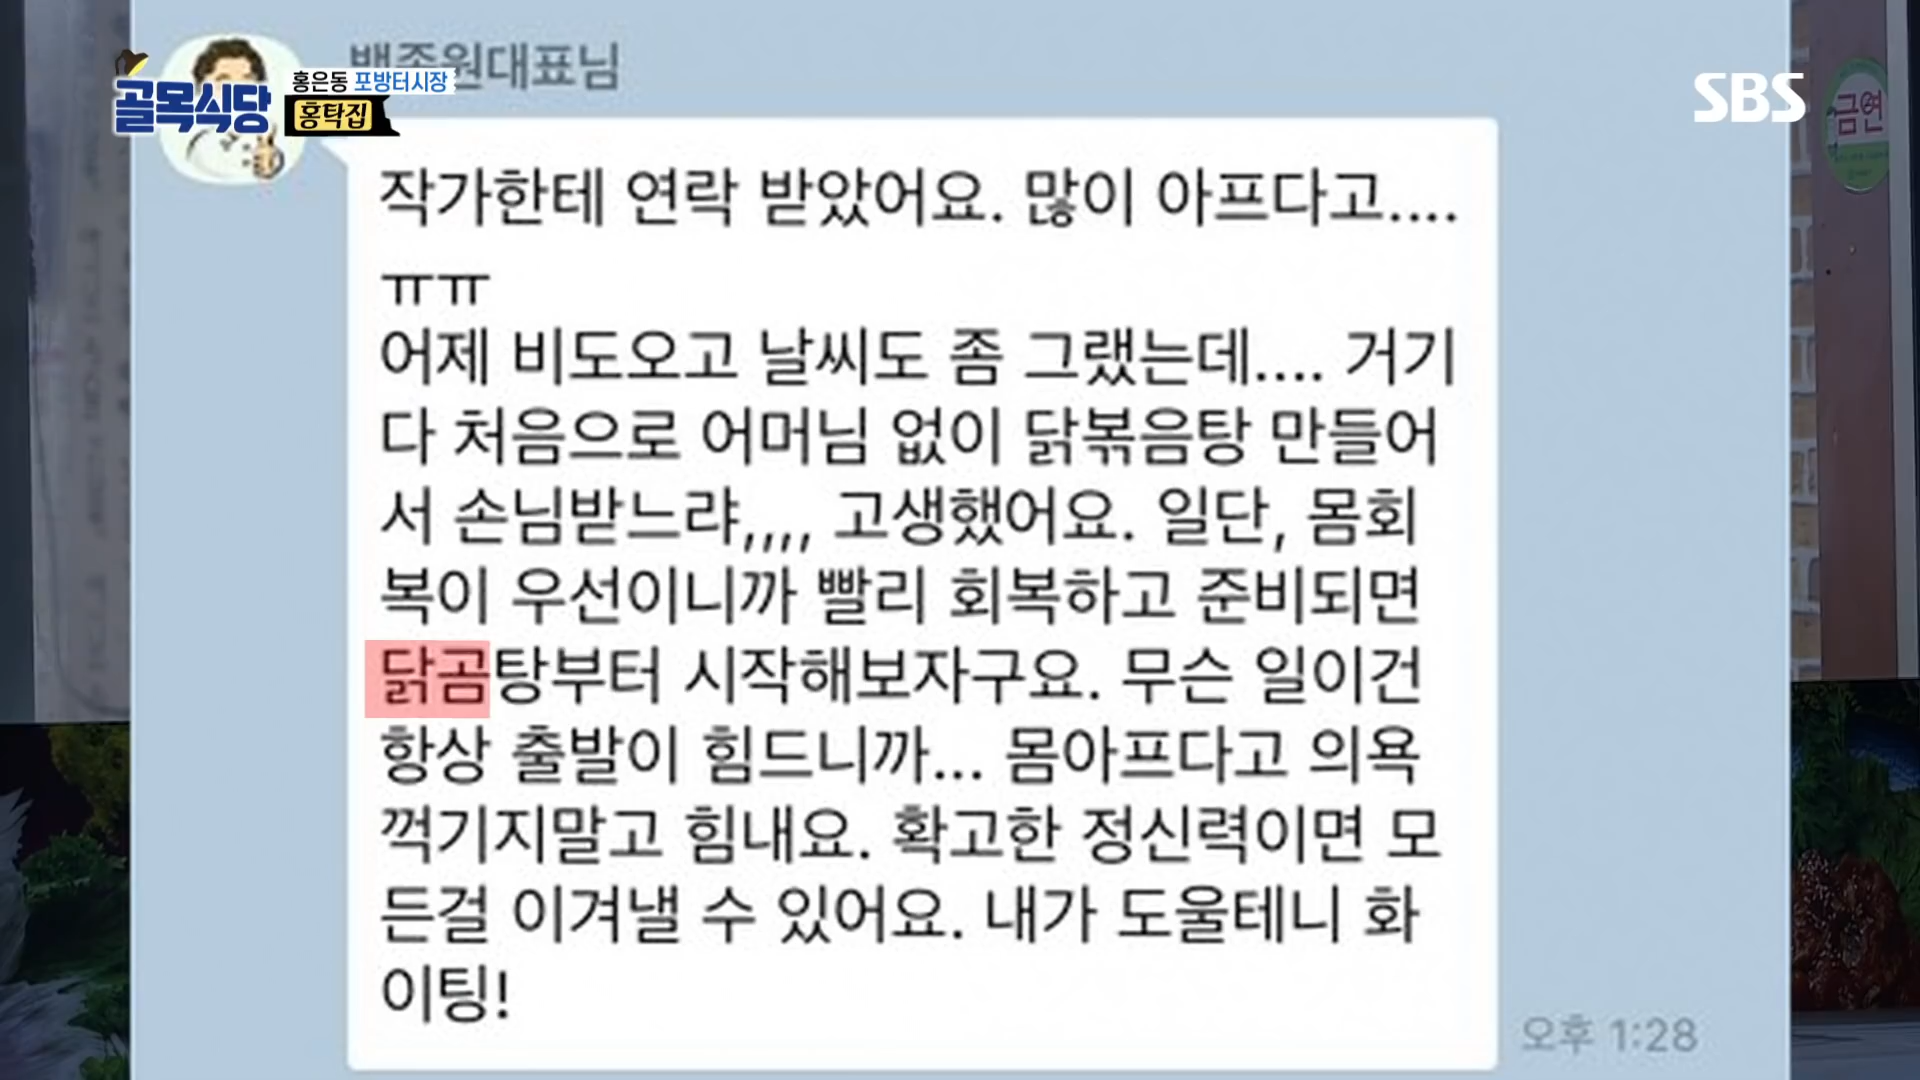 백종원대표님
골목식당
홍은동 포방터시장
홍탁집
SBS
금연
작가한테 연락 받았어요. 많이 아프다고....
ㅠㅠ
어제 비도오고 날씨도 좀 그랬는데.... 거기
다 처음으로 어머님 없이 닭볶음탕 만들어
서 손님받느랴,,,, 고생했어요. 일단, 몸회
복이 우선이니까 빨리 회복하고 준비되면
닭곰탕부터 시작해보자구요. 무슨 일이건
항상 출발이 힘드니까... 몸아프다고 의욕
꺽기지말고 힘내요. 확고한 정신력이면 모
든걸 이겨낼 수 있어요. 내가 도울테니 화
이팅!
오후 1:28